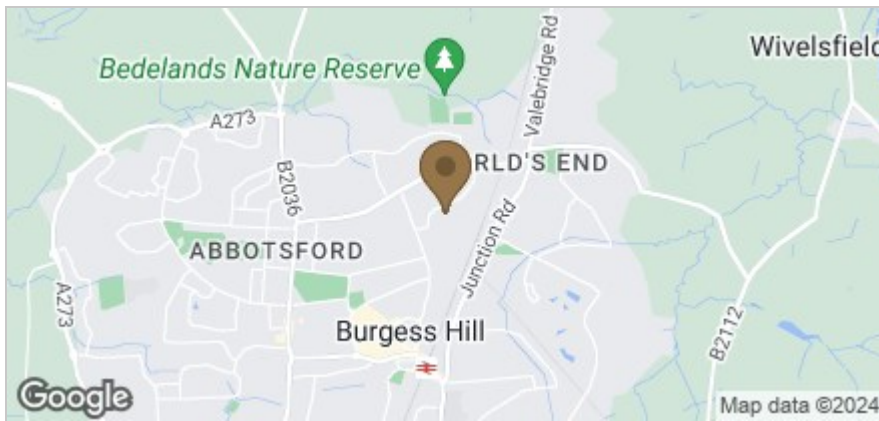 Wivelsfield
Bedelands Nature Reserve
Valebridge Rd
A273
B2036
RLD'S END
ABBOTSFORD
Junction Rd
A273
Burgess Hill
B2112
Google
Map data ©2024